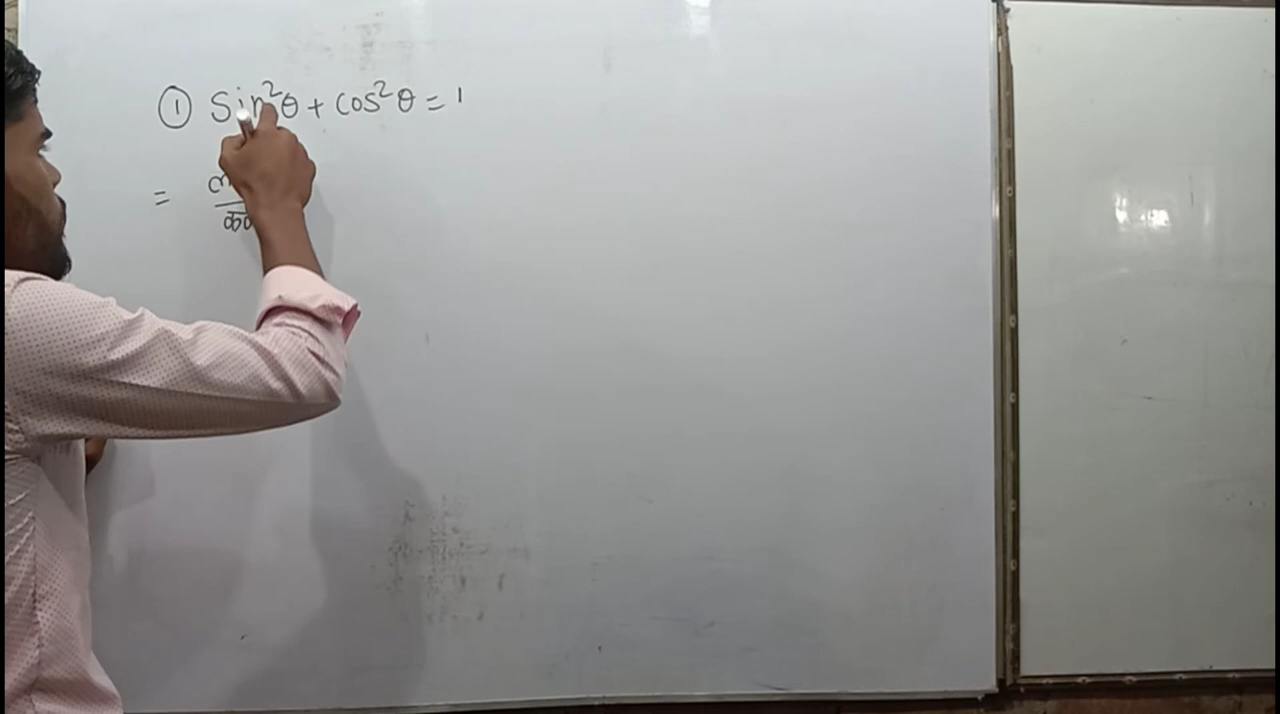 ① Sin²θ + cos²θ = 1
=